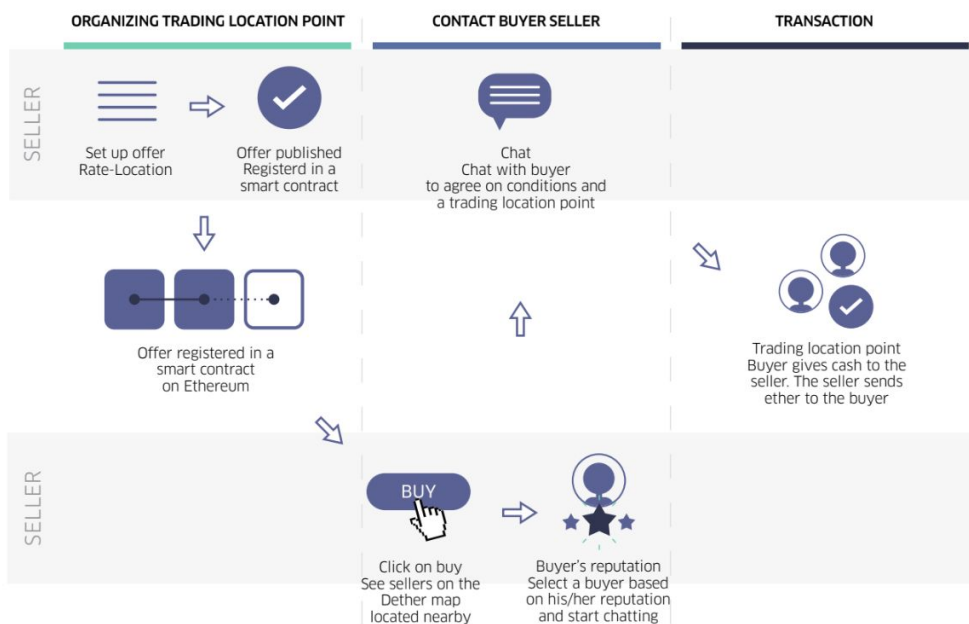 ORGANIZING TRADING LOCATION POINT
CONTACT BUYER SELLER
TRANSACTION
SELLER
Set up offer
Rate-Location
Offer published
Registerd in a
smart contract
Chat
Chat with buyer
to agree on conditions and
a trading location point
Offer registered in a
smart contract
on Ethereum
Trading location point
Buyer gives cash to the
seller. The seller sends
ether to the buyer
SELLER
BUY
Click on buy
See sellers on the
Dether map
located nearby
Buyer's reputation
Select a buyer based
on his/her reputation
and start chatting